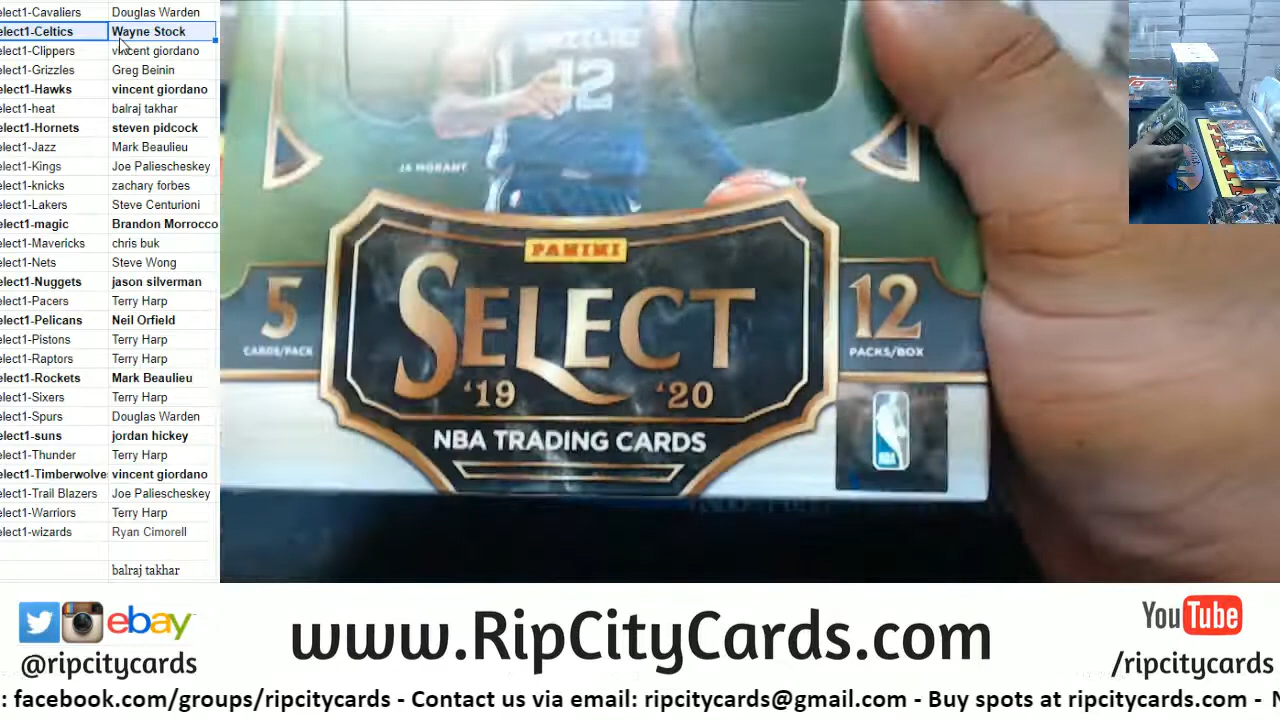 elect1-Cavaliers Douglas Warden
elect1-Celtics Wayne Stock
elect1-Clippers vincent giordano
elect1-Grizzles Greg Beinin
elect1-Hawks vincent giordano
elect1-heat balraj takhar
elect1-Hornets steven pidcock
elect1-Jazz Mark Beaulieu
elect1-Kings Joe Paliescheskey
elect1-knicks zachary forbes
elect1-Lakers Steve Centurioni
elect1-magic Brandon Morrocco
elect1-Mavericks chris buk
elect1-Nets Steve Wong
elect1-Nuggets jason silverman
elect1-Pacers Terry Harp
elect1-Pelicans Neil Orfield
elect1-Pistons Terry Harp
elect1-Raptors Terry Harp
elect1-Rockets Mark Beaulieu
elect1-Sixers Terry Harp
elect1-Spurs Douglas Warden
elect1-suns jordan hickey
elect1-Thunder Terry Harp
elect1-Timberwolve vincent giordano
elect1-Trail Blazers Joe Paliescheskey
elect1-Warriors Terry Harp
elect1-wizards Ryan Cimorell
balraj takhar
12
JA MORANT
PANINI
SELECT
'19 '20
NBA TRADING CARDS
5
CARDS/PACK
12
PACKS/BOX
NBA
ebay
@ripcitycards
www.RipCityCards.com
YouTube
/ripcitycards
: facebook.com/groups/ripcitycards - Contact us via email: ripcitycards@gmail.com - Buy spots at ripcitycards.com - N